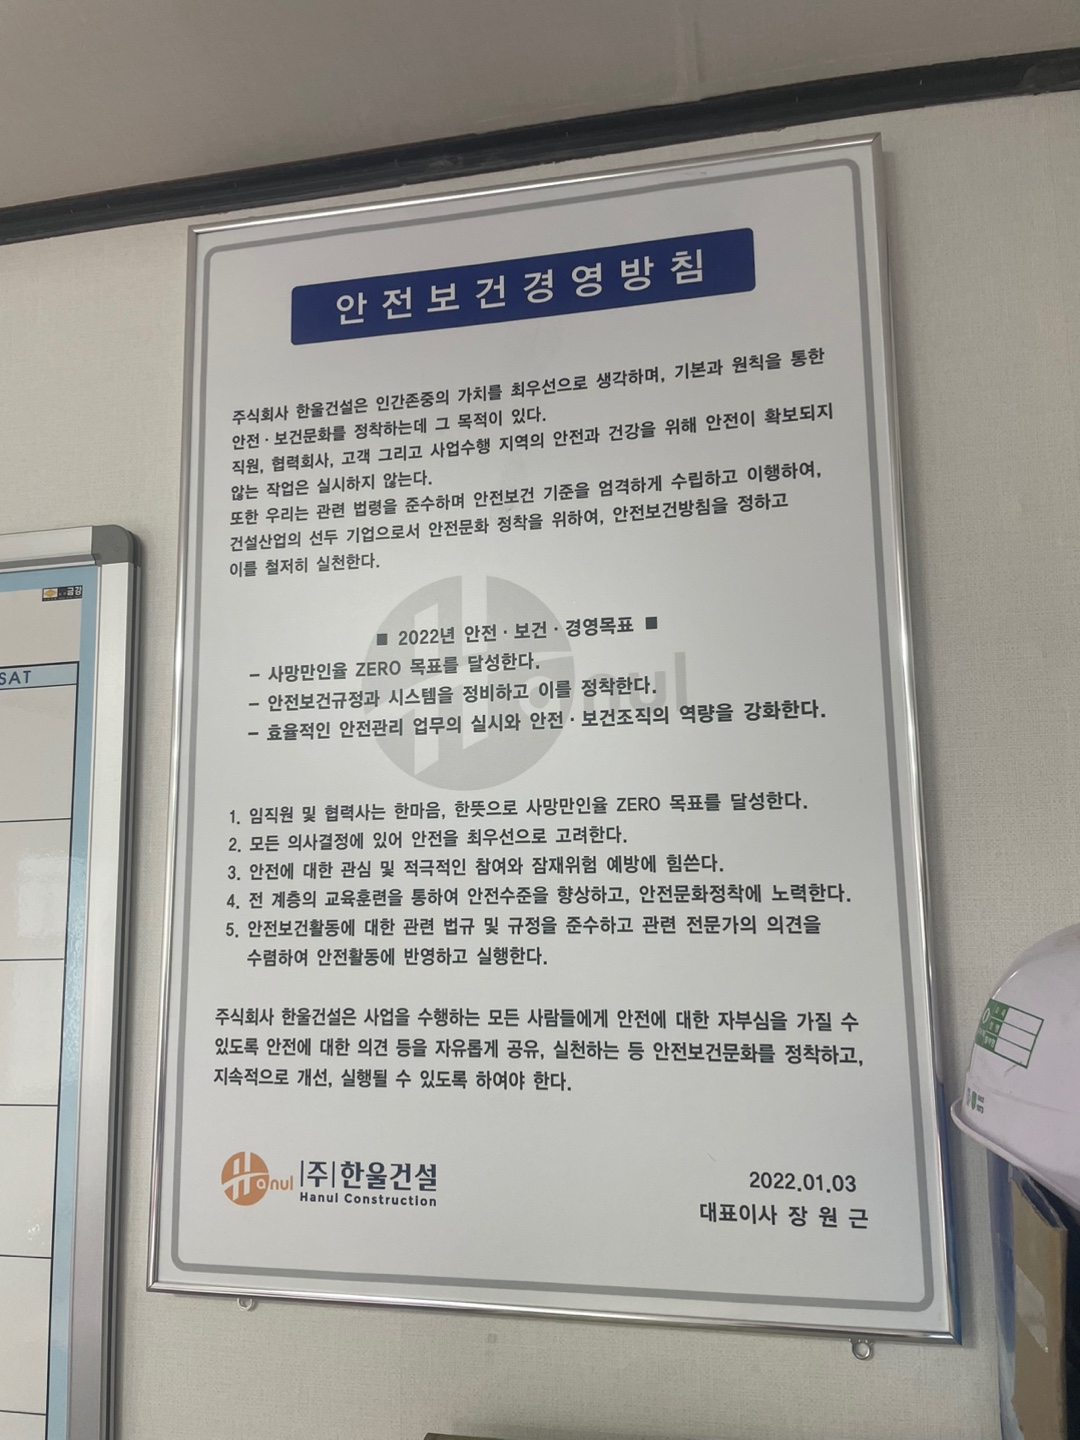 안전보건경영방침
주식회사 한울건설은 인간존중의 가치를 최우선으로 생각하며, 기본과 원칙을 통한
안전·보건문화를 정착하는데 그 목적이 있다.
직원, 협력회사, 고객 그리고 사업수행 지역의 안전과 건강을 위해 안전이 확보되지
않는 작업은 실시하지 않는다.
또한 우리는 관련 법령을 준수하며 안전보건 기준을 엄격하게 수립하고 이행하여,
건설산업의 선두 기업으로서 안전문화 정착을 위하여, 안전보건방침을 정하고
이를 철저히 실천한다.
■ 2022년 안전·보건·경영목표 ■
- 사망만인율 ZERO 목표를 달성한다.
- 안전보건규정과 시스템을 정비하고 이를 정착한다.
- 효율적인 안전관리 업무의 실시와 안전·보건조직의 역량을 강화한다.
Hanul
1. 임직원 및 협력사는 한마음, 한뜻으로 사망만인율 ZERO 목표를 달성한다.
2. 모든 의사결정에 있어 안전을 최우선으로 고려한다.
3. 안전에 대한 관심 및 적극적인 참여와 잠재위험 예방에 힘쓴다.
4. 전 계층의 교육훈련을 통하여 안전수준을 향상하고, 안전문화정착에 노력한다.
5. 안전보건활동에 대한 관련 법규 및 규정을 준수하고 관련 전문가의 의견을
수렴하여 안전활동에 반영하고 실행한다.
주식회사 한울건설은 사업을 수행하는 모든 사람들에게 안전에 대한 자부심을 가질 수
있도록 안전에 대한 의견 등을 자유롭게 공유, 실천하는 등 안전보건문화를 정착하고,
지속적으로 개선, 실행될 수 있도록 하여야 한다.
Hanul |주|한울건설
Hanul Construction
2022.01.03
대표이사 장 원 근
금강
SAT